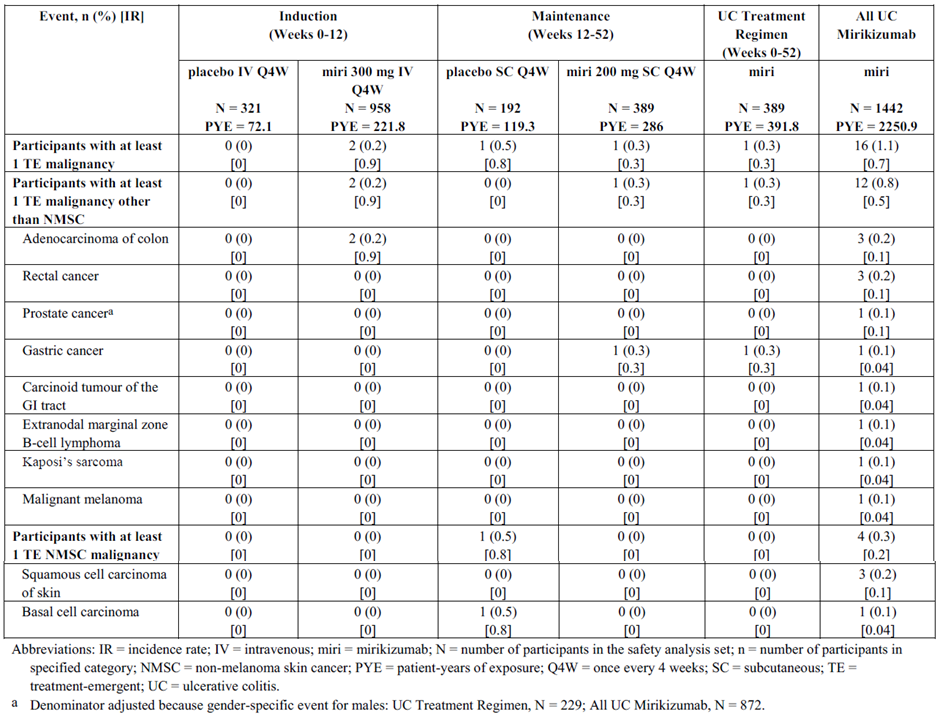 Event, n (%) [IR] Induction (Weeks 0-12) Maintenance (Weeks 12-52) UC Treatment Regimen (Weeks 0-52) All UC Mirikizumab
placebo IV Q4W miri 300 mg IV Q4W placebo SC Q4W miri 200 mg SC Q4W miri miri
N = 321 N = 958 N = 192 N = 389 N = 389 N = 1442
PYE = 72.1 PYE = 221.8 PYE = 119.3 PYE = 286 PYE = 391.8 PYE = 2250.9
Participants with at least 0 (0) 2 (0.2) 1 (0.5) 1 (0.3) 1 (0.3) 16 (1.1)
1 TE malignancy [0] [0.9] [0.8] [0.3] [0.3] [0.7]
Participants with at least 0 (0) 2 (0.2) 0 (0) 1 (0.3) 1 (0.3) 12 (0.8)
1 TE malignancy other [0] [0.9] [0] [0.3] [0.3] [0.5]
than NMSC
Adenocarcinoma of colon 0 (0) 2 (0.2) 0 (0) 0 (0) 0 (0) 3 (0.2)
[0] [0.9] [0] [0] [0] [0.1]
Rectal cancer 0 (0) 0 (0) 0 (0) 0 (0) 0 (0) 3 (0.2)
[0] [0] [0] [0] [0] [0.1]
Prostate cancerᵃ 0 (0) 0 (0) 0 (0) 0 (0) 0 (0) 1 (0.1)
[0] [0] [0] [0] [0] [0.1]
Gastric cancer 0 (0) 0 (0) 0 (0) 1 (0.3) 1 (0.3) 1 (0.1)
[0] [0] [0] [0.3] [0.3] [0.04]
Carcinoid tumour of the 0 (0) 0 (0) 0 (0) 0 (0) 0 (0) 1 (0.1)
GI tract [0] [0] [0] [0] [0] [0.04]
Extranodal marginal zone 0 (0) 0 (0) 0 (0) 0 (0) 0 (0) 1 (0.1)
B-cell lymphoma [0] [0] [0] [0] [0] [0.04]
Kaposi's sarcoma 0 (0) 0 (0) 0 (0) 0 (0) 0 (0) 1 (0.1)
[0] [0] [0] [0] [0] [0.04]
Malignant melanoma 0 (0) 0 (0) 0 (0) 0 (0) 0 (0) 1 (0.1)
[0] [0] [0] [0] [0] [0.04]
Participants with at least 0 (0) 0 (0) 1 (0.5) 0 (0) 0 (0) 4 (0.3)
1 TE NMSC malignancy [0] [0] [0.8] [0] [0] [0.2]
Squamous cell carcinoma 0 (0) 0 (0) 0 (0) 0 (0) 0 (0) 3 (0.2)
of skin [0] [0] [0] [0] [0] [0.1]
Basal cell carcinoma 0 (0) 0 (0) 1 (0.5) 0 (0) 0 (0) 1 (0.1)
[0] [0] [0.8] [0] [0] [0.04]
Abbreviations: IR = incidence rate; IV = intravenous; miri = mirikizumab; N = number of participants in the safety analysis set; n = number of participants in
specified category; NMSC = non-melanoma skin cancer; PYE = patient-years of exposure; Q4W = once every 4 weeks; SC = subcutaneous; TE =
treatment-emergent; UC = ulcerative colitis.
ᵃ Denominator adjusted because gender-specific event for males: UC Treatment Regimen, N = 229; All UC Mirikizumab, N = 872.